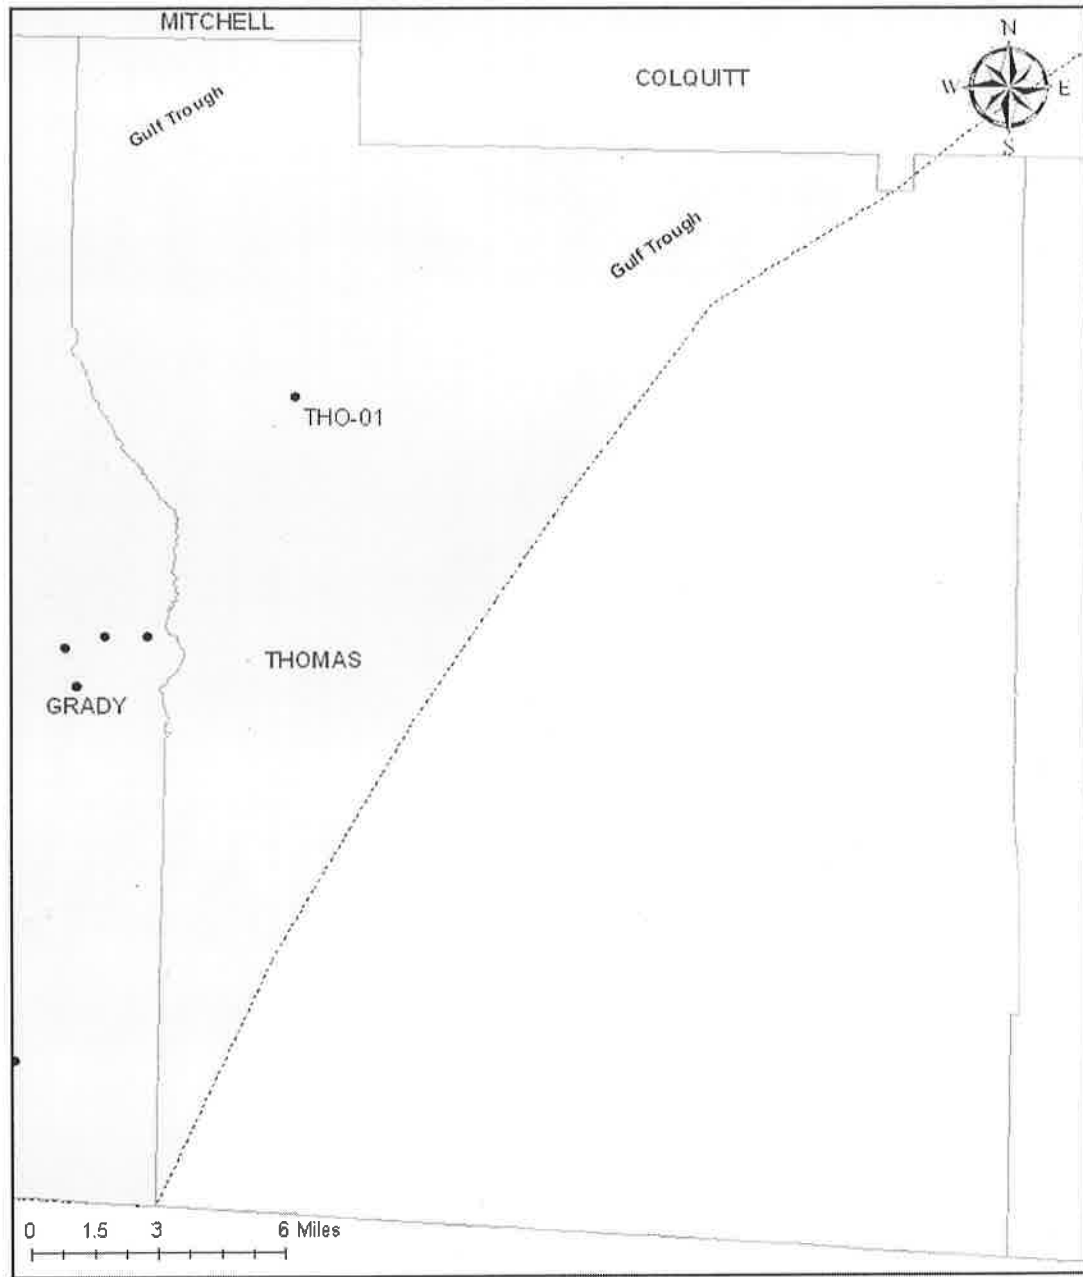 MITCHELL
COLQUITT
N
W E
S
Gulf Trough
Gulf Trough
THO-01
THOMAS
GRADY
0 1.5 3 6 Miles